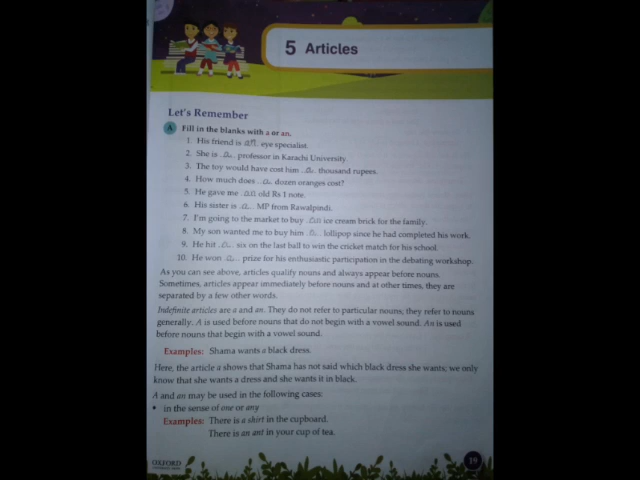 5 Articles
Let's Remember
A Fill in the blanks with a or an.
1. His friend is an eye specialist.
2. She is a professor in Karachi University.
3. The toy would have cost him a thousand rupees.
4. How much does a dozen oranges cost?
5. He gave me an old Rs 1 note.
6. His sister is a MP from Rawalpindi.
7. I'm going to the market to buy an ice cream brick for the family.
8. My son wanted me to buy him a lollipop since he had completed his work.
9. He hit a six on the last ball to win the cricket match for his school.
10. He won a prize for his enthusiastic participation in the debating workshop.
As you can see above, articles qualify nouns and always appear before nouns.
Sometimes, articles appear immediately before nouns and at other times, they are
separated by a few other words.
Indefinite articles are a and an. They do not refer to particular nouns, they refer to nouns
generally. A is used before nouns that do not begin with a vowel sound. An is used
before nouns that begin with a vowel sound.
Examples: Shama wants a black dress.
Here, the article a shows that Shama has not said which black dress she wants; we only
know that she wants a dress and she wants it in black.
A and an may be used in the following cases:
• in the sense of one or any
Examples: There is a shirt in the cupboard.
There is an ant in your cup of tea.
OXFORD
19